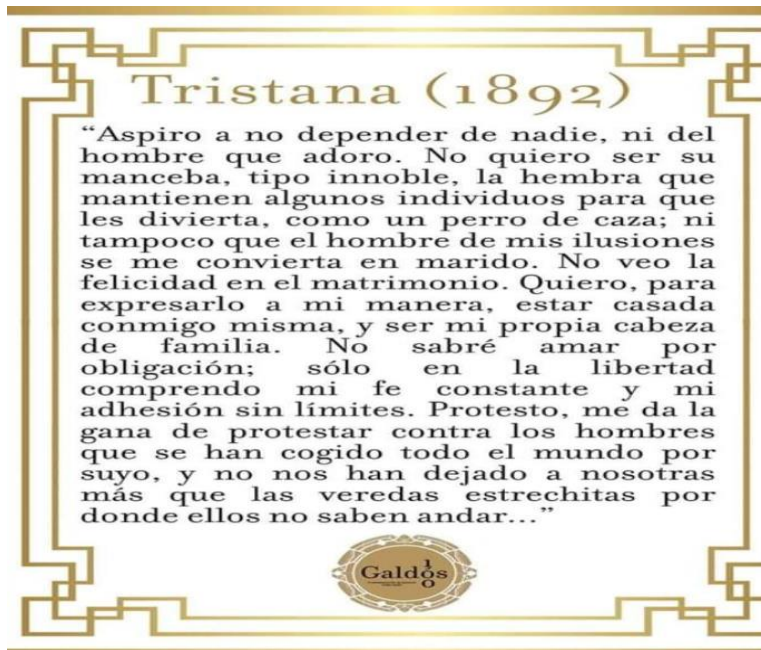 Tristana (1892)
“Aspiro a no depender de nadie, ni del
hombre que adoro. No quiero ser su
manceba, tipo innoble, la hembra que
mantienen algunos individuos para que
les divierta, como un perro de caza; ni
tampoco que el hombre de mis ilusiones
se me convierta en marido. No veo la
felicidad en el matrimonio. Quiero, para
expresarlo a mi manera, estar casada
conmigo misma, y ser mi propia cabeza
de familia. No sabré amar por
obligación; sólo en la libertad
comprendo mi fe constante y mi
adhesión sin límites. Protesto, me da la
gana de protestar contra los hombres
que se han cogido todo el mundo por
suyo, y no nos han dejado a nosotras
más que las veredas estrechitas por
donde ellos no saben andar...”
Galdós